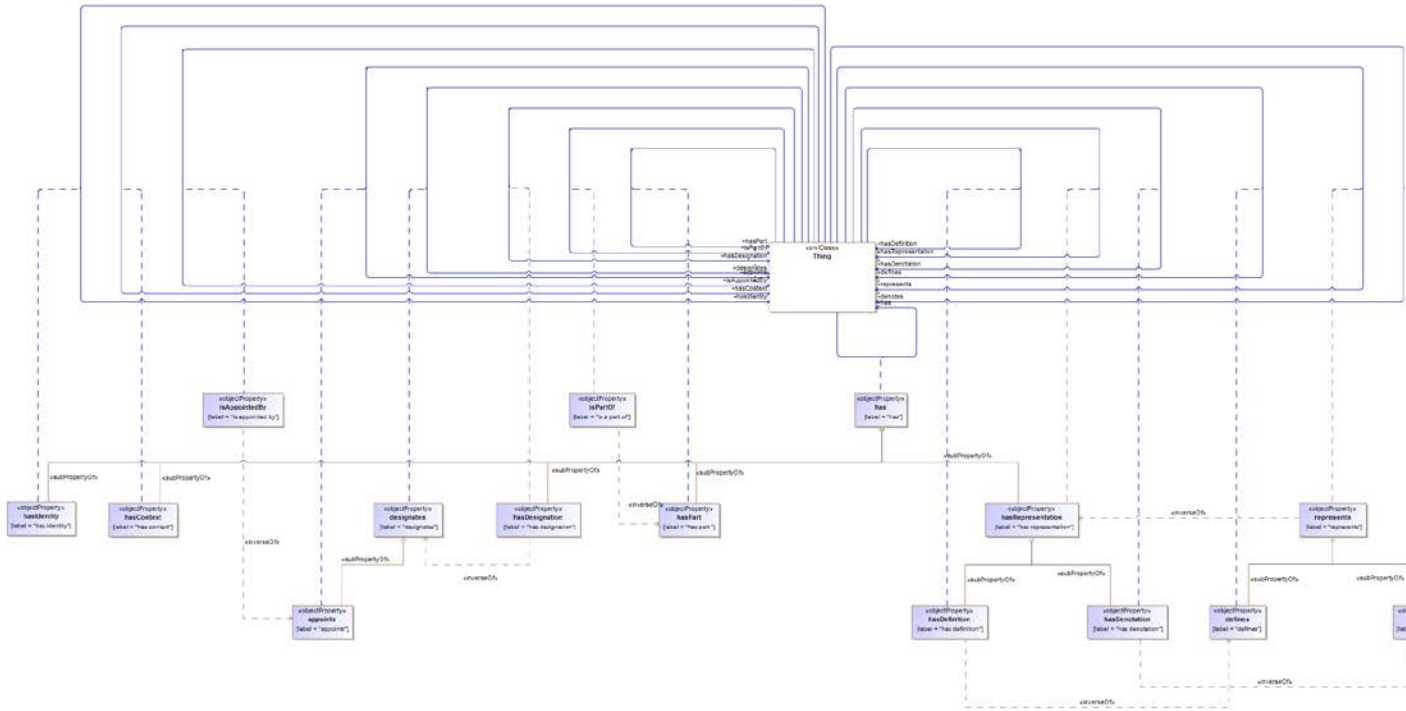 +hasPart
+isPartOf
+hasDesignation
+designates
+appoints
+isAppointedBy
+hasContext
+hasIdentity
«owlClass»
Thing
+hasDefinition
+hasRepresentation
+hasDenotation
+defines
+represents
+denotes
+has
«objectProperty»
isAppointedBy
[label = "is appointed by"]
«objectProperty»
isPartOf
[label = "is a part of"]
«objectProperty»
has
[label = "has"]
«subPropertyOf»
«subPropertyOf»
«subPropertyOf»
«subPropertyOf»
«subPropertyOf»
«objectProperty»
hasIdentity
[label = "has identity"]
«objectProperty»
hasContext
[label = "has context"]
«objectProperty»
designates
[label = "designates"]
«objectProperty»
hasDesignation
[label = "has designation"]
«inverseOf»
«objectProperty»
hasPart
[label = "has part"]
«objectProperty»
hasRepresentation
[label = "has representation"]
«inverseOf»
«objectProperty»
represents
[label = "represents"]
«inverseOf»
«subPropertyOf»
«inverseOf»
«subPropertyOf»
«subPropertyOf»
«subPropertyOf»
«subPropertyOf»
«objectProperty»
appoints
[label = "appoints"]
«objectProperty»
hasDefinition
[label = "has definition"]
«objectProperty»
hasDenotation
[label = "has denotation"]
«objectProperty»
defines
[label = "defines"]
«inverseOf»
«inverseOf»